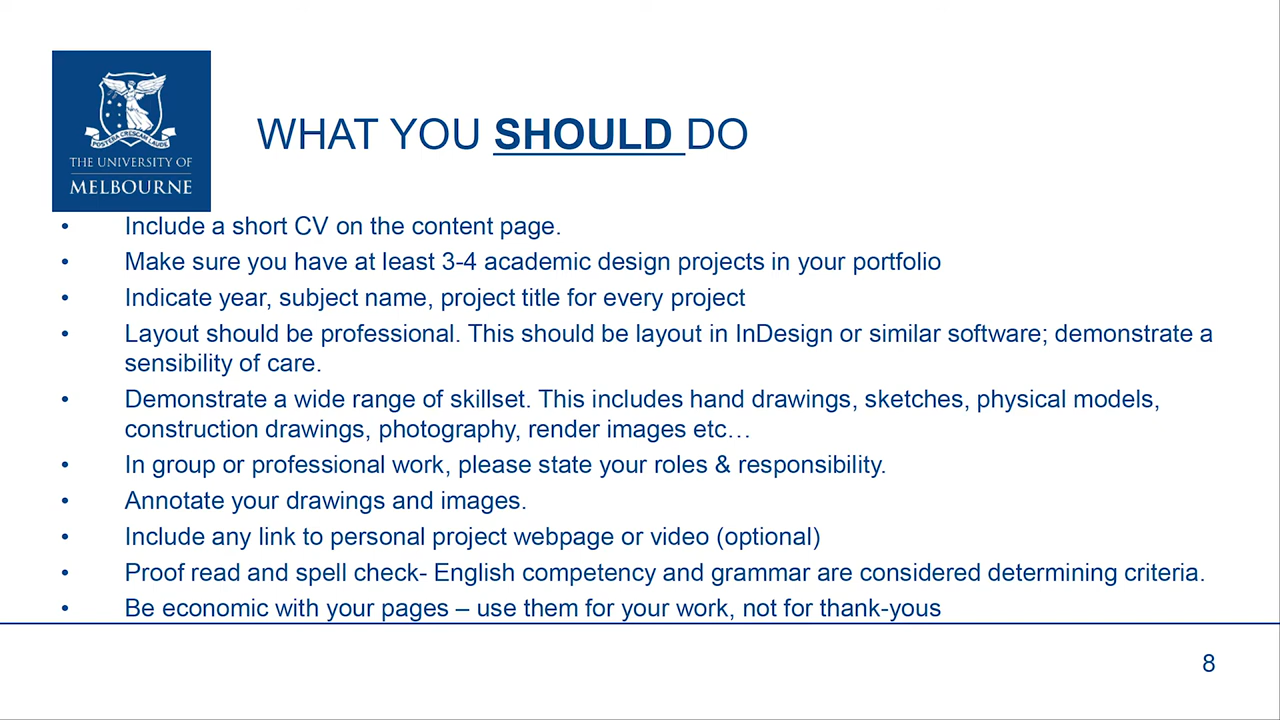 POSTERA CRESCAM LAUDE
THE UNIVERSITY OF
MELBOURNE
WHAT YOU SHOULD DO
• Include a short CV on the content page.
• Make sure you have at least 3-4 academic design projects in your portfolio
• Indicate year, subject name, project title for every project
• Layout should be professional. This should be layout in InDesign or similar software; demonstrate a
sensibility of care.
• Demonstrate a wide range of skillset. This includes hand drawings, sketches, physical models,
construction drawings, photography, render images etc…
• In group or professional work, please state your roles & responsibility.
• Annotate your drawings and images.
• Include any link to personal project webpage or video (optional)
• Proof read and spell check- English competency and grammar are considered determining criteria.
• Be economic with your pages – use them for your work, not for thank-yous
8